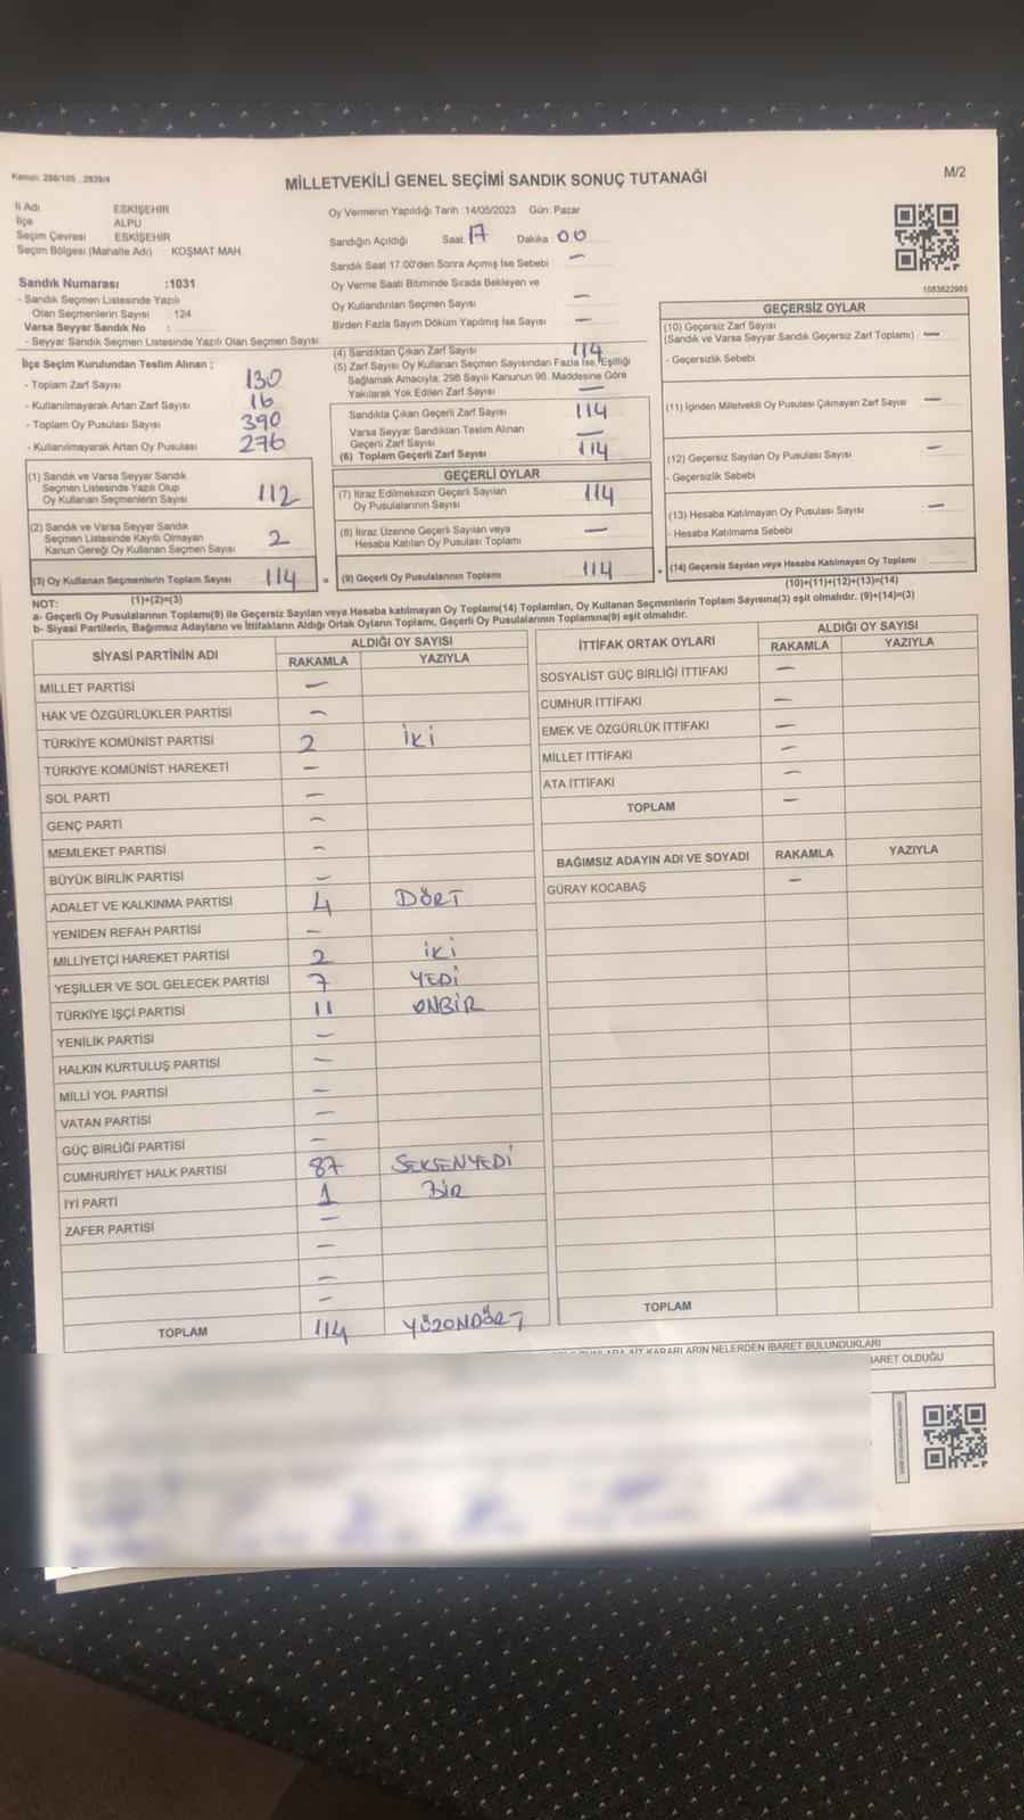 Kanun: 298/105 , 2839/4
MİLLETVEKİLİ GENEL SEÇİMİ SANDIK SONUÇ TUTANAĞI
M/2
İl Adı ESKİŞEHİR
İlçe ALPU
Seçim Çevresi ESKİŞEHİR
Seçim Bölgesi (Mahalle Adı) KOŞMAT MAH.
Sandık Numarası :1031
- Sandık Seçmen Listesinde Yazılı
Olan Seçmenlerin Sayısı 124
Varsa Seyyar Sandık No :
- Seyyar Sandık Seçmen Listesinde Yazılı Olan Seçmen Sayısı
İlçe Seçim Kurulundan Teslim Alınan :
- Toplam Zarf Sayısı 130
- Kullanılmayarak Artan Zarf Sayısı 16
- Toplam Oy Pusulası Sayısı 390
- Kullanılmayarak Artan Oy Pusulası 276
(1) Sandık ve Varsa Seyyar Sandık
Seçmen Listesinde Yazılı Olup
Oy Kullanan Seçmenlerin Sayısı 112
(2) Sandık ve Varsa Seyyar Sandık
Seçmen Listesinde Kayıtlı Olmayan
Kanun Gereği Oy Kullanan Seçmen Sayısı 2
(3) Oy Kullanan Seçmenlerin Toplam Sayısı 114 =
(1)+(2)=(3)
Oy Vermenin Yapıldığı Tarih :14/05/2023 Gün: Pazar
Sandığın Açıldığı Saat 17 Dakika 00
Sandık Saat 17.00'den Sonra Açılmış İse Sebebi —
Oy Verme Saati Bitiminde Sırada Bekleyen ve
Oy Kullandırılan Seçmen Sayısı —
Birden Fazla Sayım Döküm Yapılmış İse Sayısı —
(4) Sandıktan Çıkan Zarf Sayısı 114
(5) Zarf Sayısı Oy Kullanan Seçmen Sayısından Fazla İse, Eşitliği
Sağlamak Amacıyla, 298 Sayılı Kanunun 98. Maddesine Göre
Yakılarak Yok Edilen Zarf Sayısı —
Sandıkta Çıkan Geçerli Zarf Sayısı 114
Varsa Seyyar Sandıktan Teslim Alınan
Geçerli Zarf Sayısı —
(6) Toplam Geçerli Zarf Sayısı 114
GEÇERLİ OYLAR
(7) İtiraz Edilmeksizin Geçerli Sayılan
Oy Pusulalarının Sayısı 114
(8) İtiraz Üzerine Geçerli Sayılan veya
Hesaba Katılan Oy Pusulası Toplamı —
(9) Geçerli Oy Pusulalarının Toplamı 114
1083822905
GEÇERSİZ OYLAR
(10) Geçersiz Zarf Sayısı
(Sandık ve Varsa Seyyar Sandık Geçersiz Zarf Toplamı) —
- Geçersizlik Sebebi
(11) İçinden Milletvekili Oy Pusulası Çıkmayan Zarf Sayısı —
(12) Geçersiz Sayılan Oy Pusulası Sayısı —
- Geçersizlik Sebebi
(13) Hesaba Katılmayan Oy Pusulası Sayısı —
- Hesaba Katılmama Sebebi
(14) Geçersiz Sayılan veya Hesaba Katılmayan Oy Toplamı —
(10)+(11)+(12)+(13)=(14)
NOT:
a- Geçerli Oy Pusulalarının Toplamı(9) ile Geçersiz Sayılan veya Hesaba katılmayan Oy Toplamı(14) Toplamları, Oy Kullanan Seçmenlerin Toplam Sayısına(3) eşit olmalıdır. (9)+(14)=(3)
b- Siyasi Partilerin, Bağımsız Adayların ve İttifakların Aldığı Ortak Oyların Toplamı, Geçerli Oy Pusulalarının Toplamına(9) eşit olmalıdır.
SİYASİ PARTİNİN ADI ALDIĞI OY SAYISI
RAKAMLA YAZIYLA
MİLLET PARTİSİ —
HAK VE ÖZGÜRLÜKLER PARTİSİ —
TÜRKİYE KOMÜNİST PARTİSİ 2 İki
TÜRKİYE KOMÜNİST HAREKETİ —
SOL PARTİ —
GENÇ PARTİ —
MEMLEKET PARTİSİ —
BÜYÜK BİRLİK PARTİSİ —
ADALET VE KALKINMA PARTİSİ 4 DÖRT
YENİDEN REFAH PARTİSİ —
MİLLİYETÇİ HAREKET PARTİSİ 2 İki
YEŞİLLER VE SOL GELECEK PARTİSİ 7 YEDİ
TÜRKİYE İŞÇİ PARTİSİ 11 ONBİR
YENİLİK PARTİSİ —
HALKIN KURTULUŞ PARTİSİ —
MİLLİ YOL PARTİSİ —
VATAN PARTİSİ —
GÜÇ BİRLİĞİ PARTİSİ —
CUMHURİYET HALK PARTİSİ 87 SEKSENYEDİ
İYİ PARTİ 1 BİR
ZAFER PARTİSİ —
—
—
—
TOPLAM 114 YÜZONDÖRT
İTTİFAK ORTAK OYLARI ALDIĞI OY SAYISI
RAKAMLA YAZIYLA
SOSYALİST GÜÇ BİRLİĞİ İTTİFAKI —
CUMHUR İTTİFAKI —
EMEK VE ÖZGÜRLÜK İTTİFAKI —
MİLLET İTTİFAKI —
ATA İTTİFAKI —
TOPLAM —
BAĞIMSIZ ADAYIN ADI VE SOYADI RAKAMLA YAZIYLA
GÜRAY KOCABAŞ —
TOPLAM
KARARLARIN NELERDEN İBARET BULUNDUKLARI
OLDUĞU